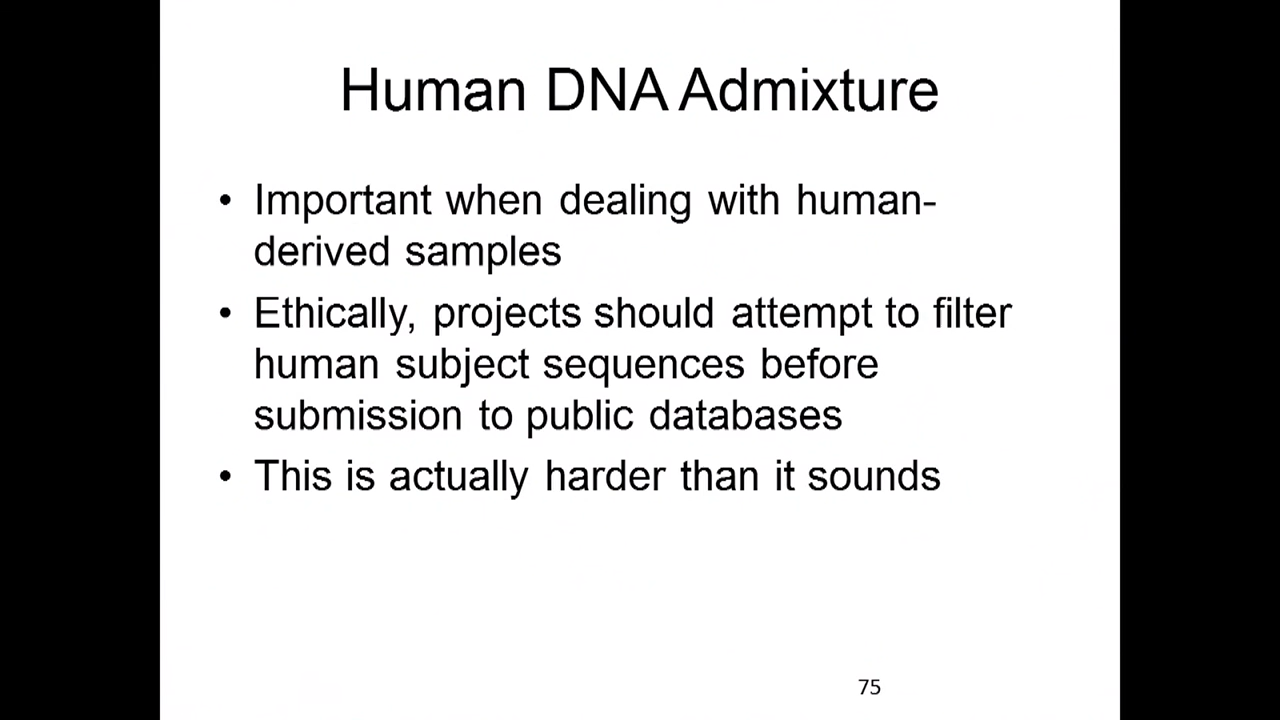 Human DNA Admixture
• Important when dealing with human-
derived samples
• Ethically, projects should attempt to filter
human subject sequences before
submission to public databases
• This is actually harder than it sounds
75